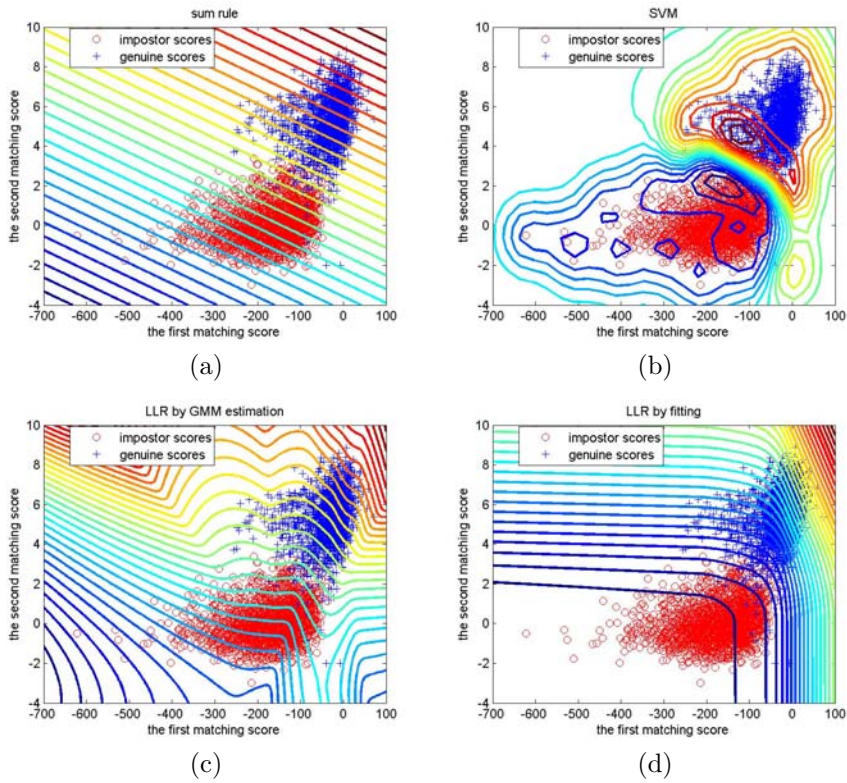 sum rule
10
8
6
4
2
0
-2
-4
the second matching score
impostor scores
genuine scores
-700 -600 -500 -400 -300 -200 -100 0 100
the first matching score
(a)
SVM
10
8
6
4
2
0
-2
-4
the second matching score
impostor scores
genuine scores
-700 -600 -500 -400 -300 -200 -100 0 100
the first matching score
(b)
LLR by GMM estimation
10
8
6
4
2
0
-2
-4
the second matching score
impostor scores
genuine scores
-700 -600 -500 -400 -300 -200 -100 0 100
the first matching score
(c)
LLR by fitting
10
8
6
4
2
0
-2
-4
the second matching score
impostor scores
genuine scores
-700 -600 -500 -400 -300 -200 -100 0 100
the first matching score
(d)